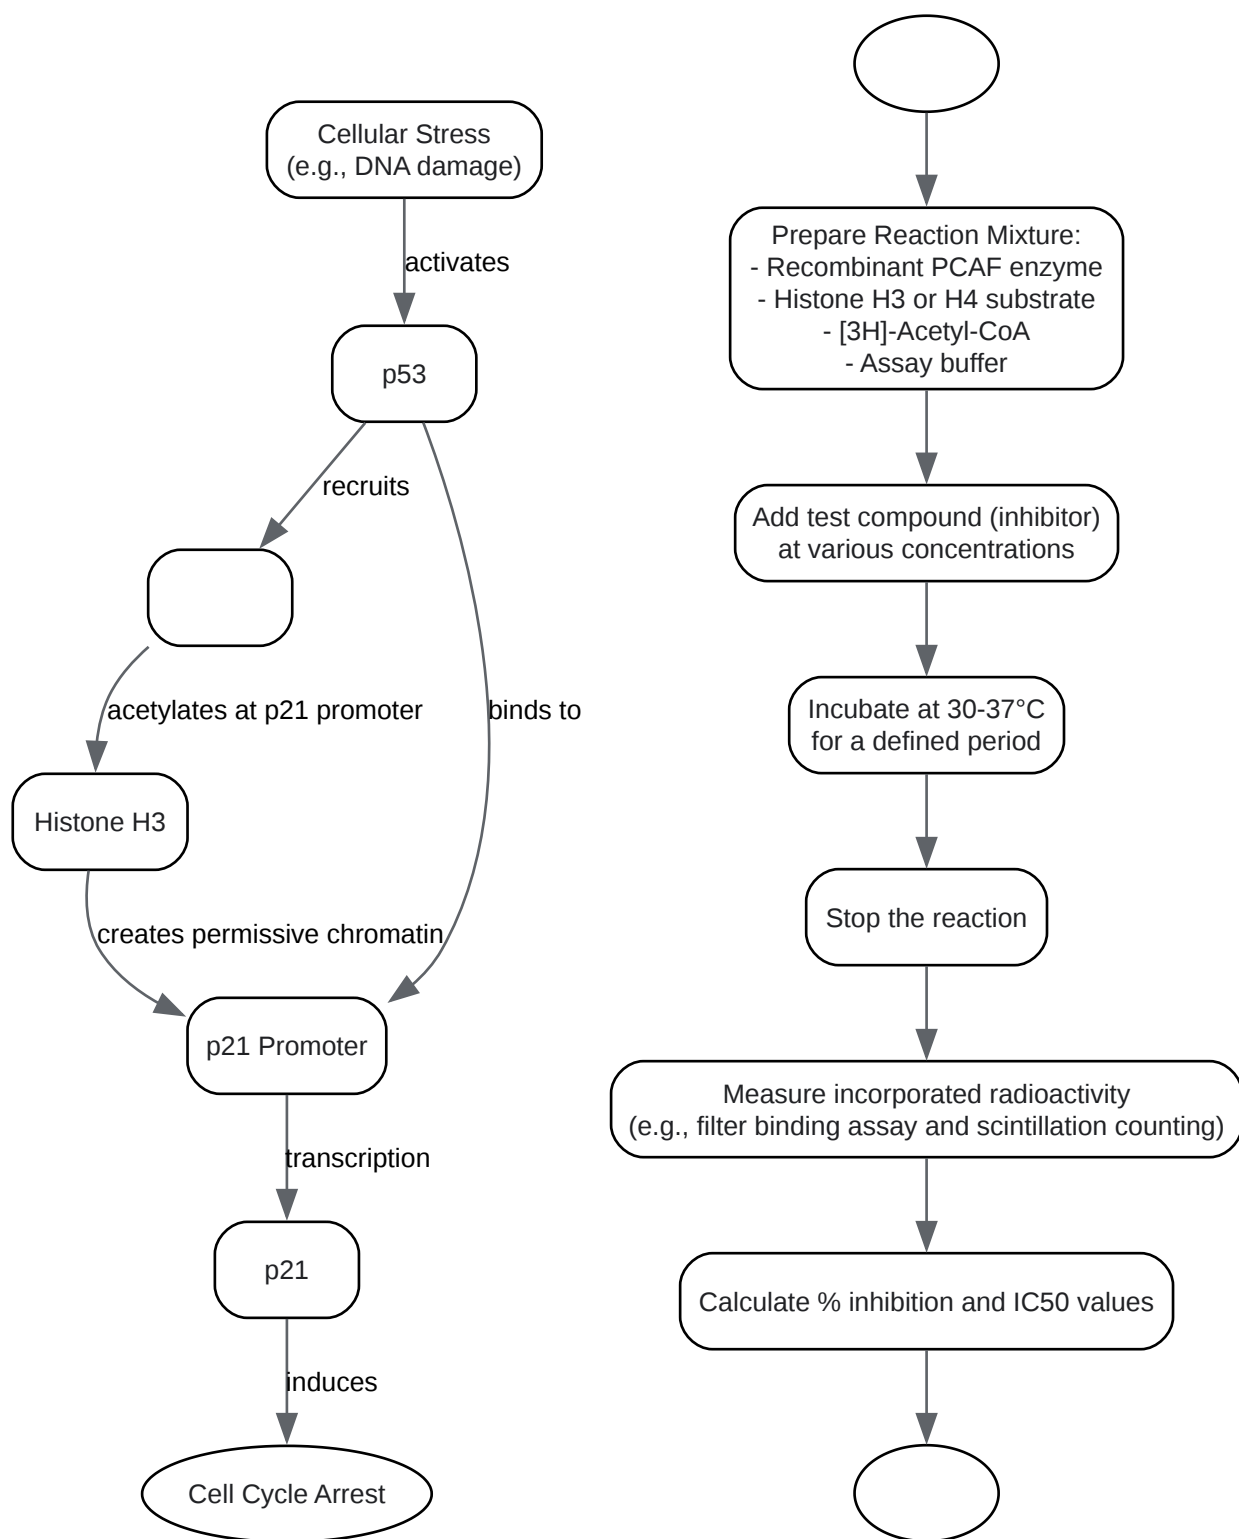 Cellular Stress
(e.g., DNA damage)
activates
p53
recruits
acetylates at p21 promoter
binds to
Histone H3
creates permissive chromatin
p21 Promoter
transcription
p21
induces
Cell Cycle Arrest
Prepare Reaction Mixture:
- Recombinant PCAF enzyme
- Histone H3 or H4 substrate
- [3H]-Acetyl-CoA
- Assay buffer
Add test compound (inhibitor)
at various concentrations
Incubate at 30-37°C
for a defined period
Stop the reaction
Measure incorporated radioactivity
(e.g., filter binding assay and scintillation counting)
Calculate % inhibition and IC50 values